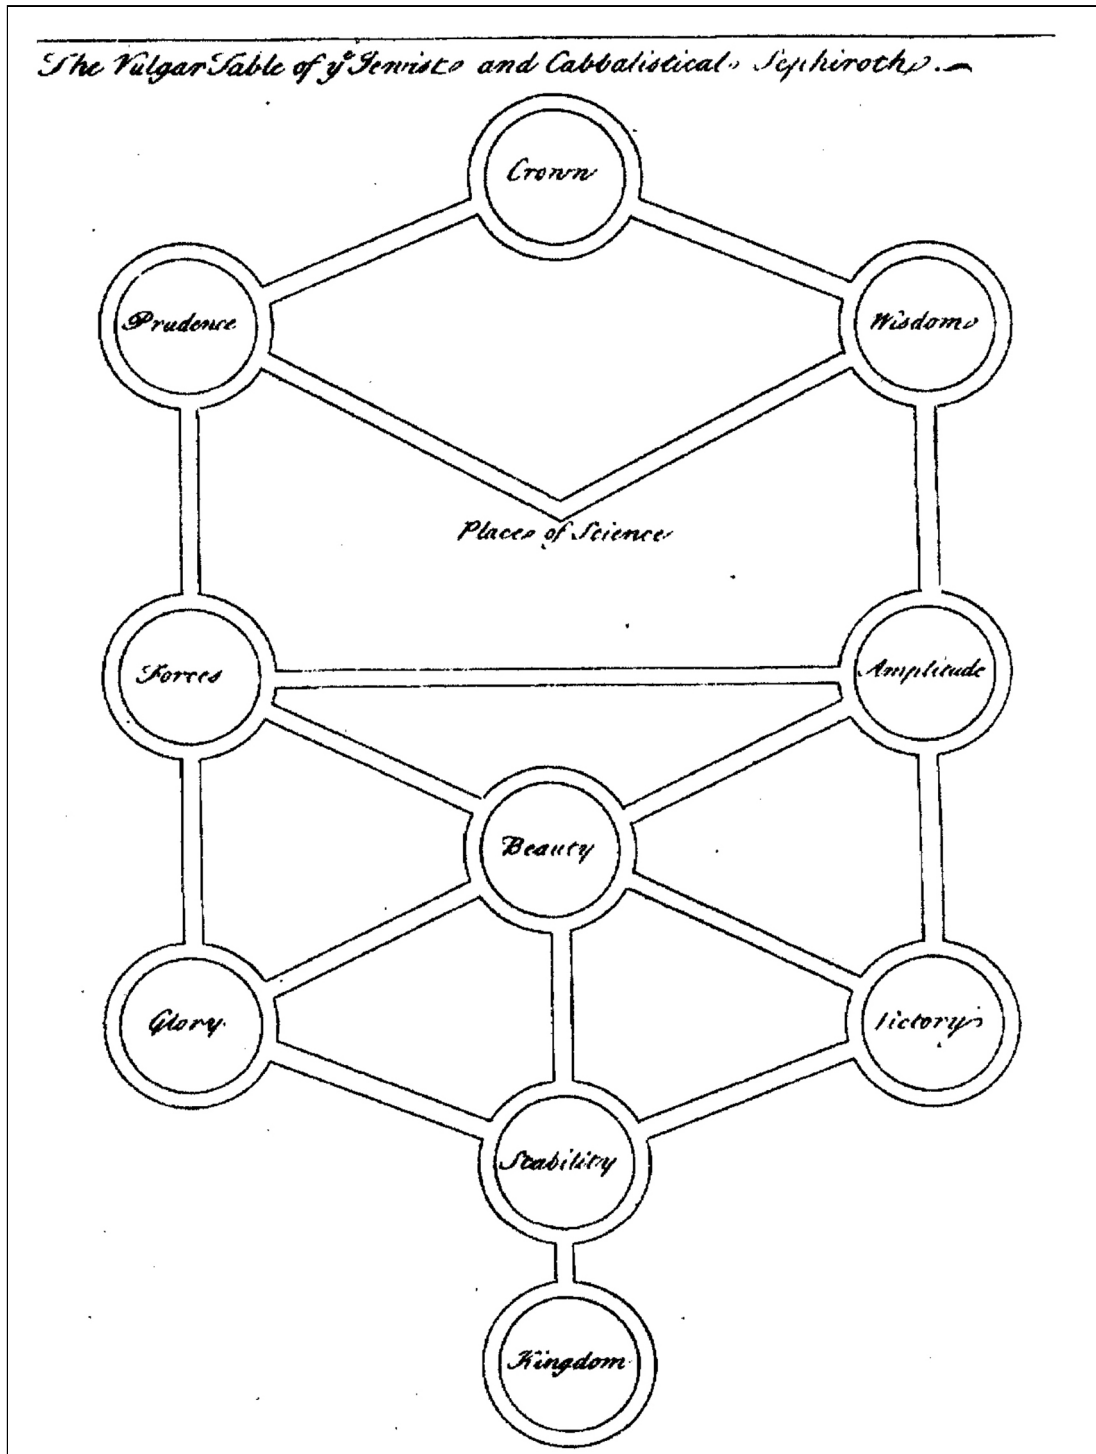 The Vulgar Table of yᵉ Jewish and Cabbalistical Sephiroth.
Crown
Prudence
Wisdom
Place of Science
Forces
Amplitude
Beauty
Glory
Victory
Stability
Kingdom